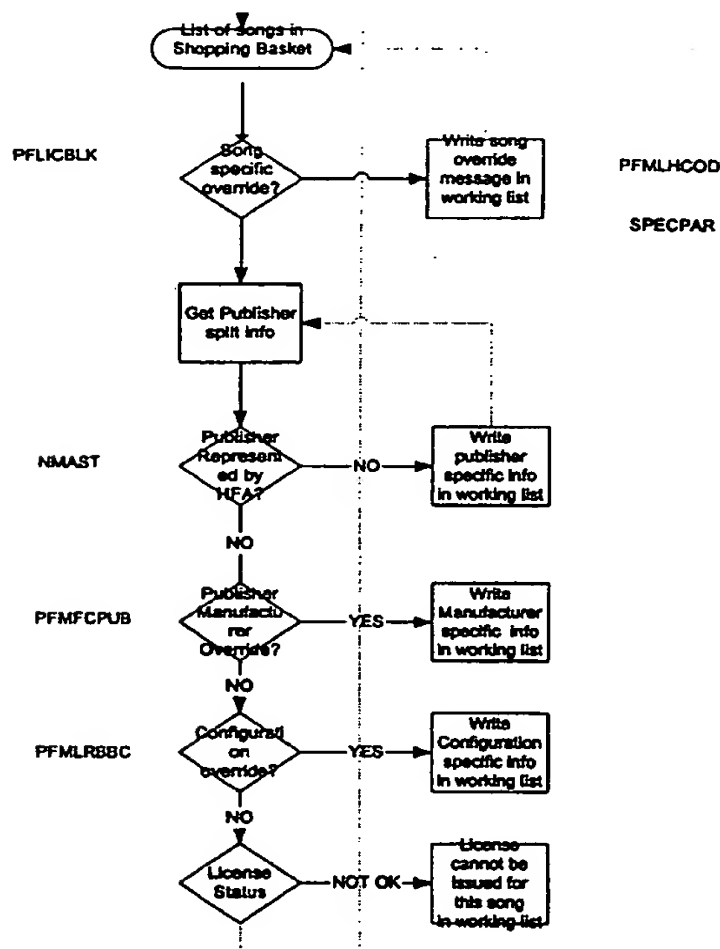 List of songs in
Shopping Basket
PFLICBLK
Song
specific
override?
Write song
override
message in
working list
PFMLHCOD
SPECPAR
Get Publisher
split info
NMAST
Publisher
Represent
ed by
HFA?
NO
Write
publisher
specific info
in working list
NO
PFMFCPUB
Publisher
Manufactu
rer
Override?
YES
Write
Manufacturer
specific info
in working list
NO
PFMLRBBC
Configurati
on
override?
YES
Write
Configuration
specific info
in working list
NO
License
Status
NOT OK
License
cannot be
issued for
this song
in working list